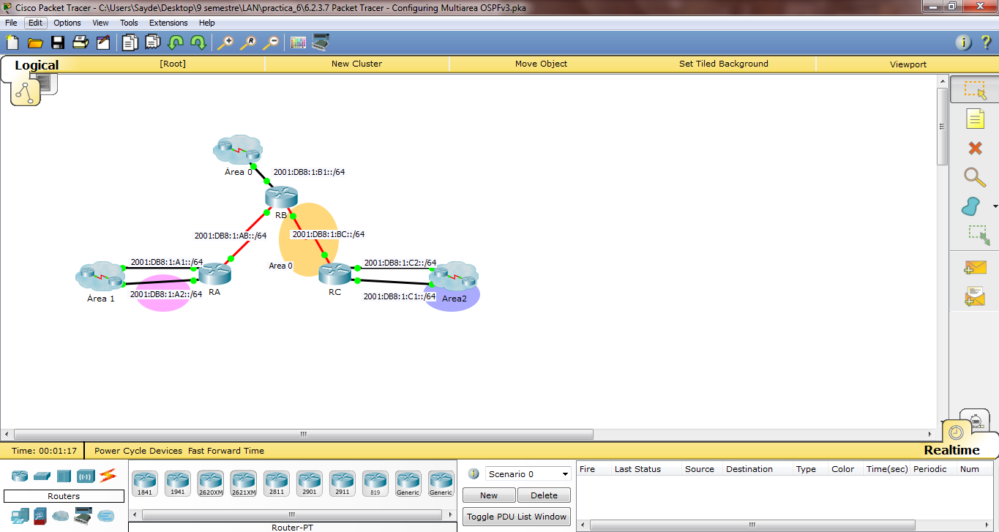 Cisco Packet Tracer - C:\Users\Sayde\Desktop\9 semestre\LAN\practica_6\6.2.3.7 Packet Tracer - Configuring Multiarea OSPFv3.pka
File Edit Options View Tools Extensions Help
Logical [Root] New Cluster Move Object Set Tiled Background Viewport
Área 0
2001:DB8:1:B1::/64
RB
2001:DB8:1:AB::/64
2001:DB8:1:BC::/64
Area 0
2001:DB8:1:A1::/64
2001:DB8:1:C2::/64
RA
RC
2001:DB8:1:A2::/64
2001:DB8:1:C1::/64
Área 1
Area2
Time: 00:01:17 Power Cycle Devices Fast Forward Time
Realtime
Routers
1841 1941 2620XM 2621XM 2811 2901 2911 819 Generic Generic
Router-PT
Scenario 0
New Delete
Toggle PDU List Window
Fire Last Status Source Destination Type Color Time(sec) Periodic Num